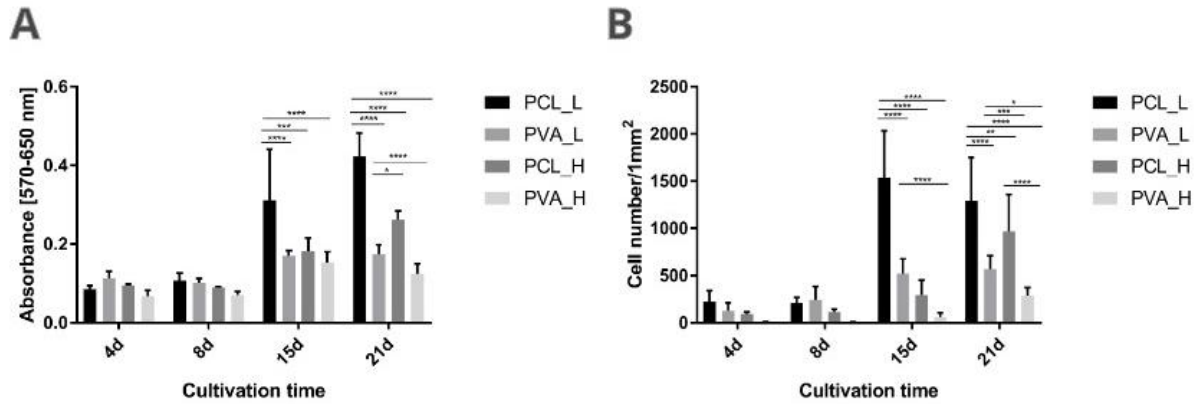 A
B
Absorbance [570-650 nm]
0.6
0.4
0.2
0.0
****
***
****
****
****
****
****
*
4d
8d
15d
21d
Cultivation time
PCL_L
PVA_L
PCL_H
PVA_H
Cell number/1mm²
2500
2000
1500
1000
500
0
****
****
****
****
*
***
****
**
****
****
4d
8d
15d
21d
Cultivation time
PCL_L
PVA_L
PCL_H
PVA_H